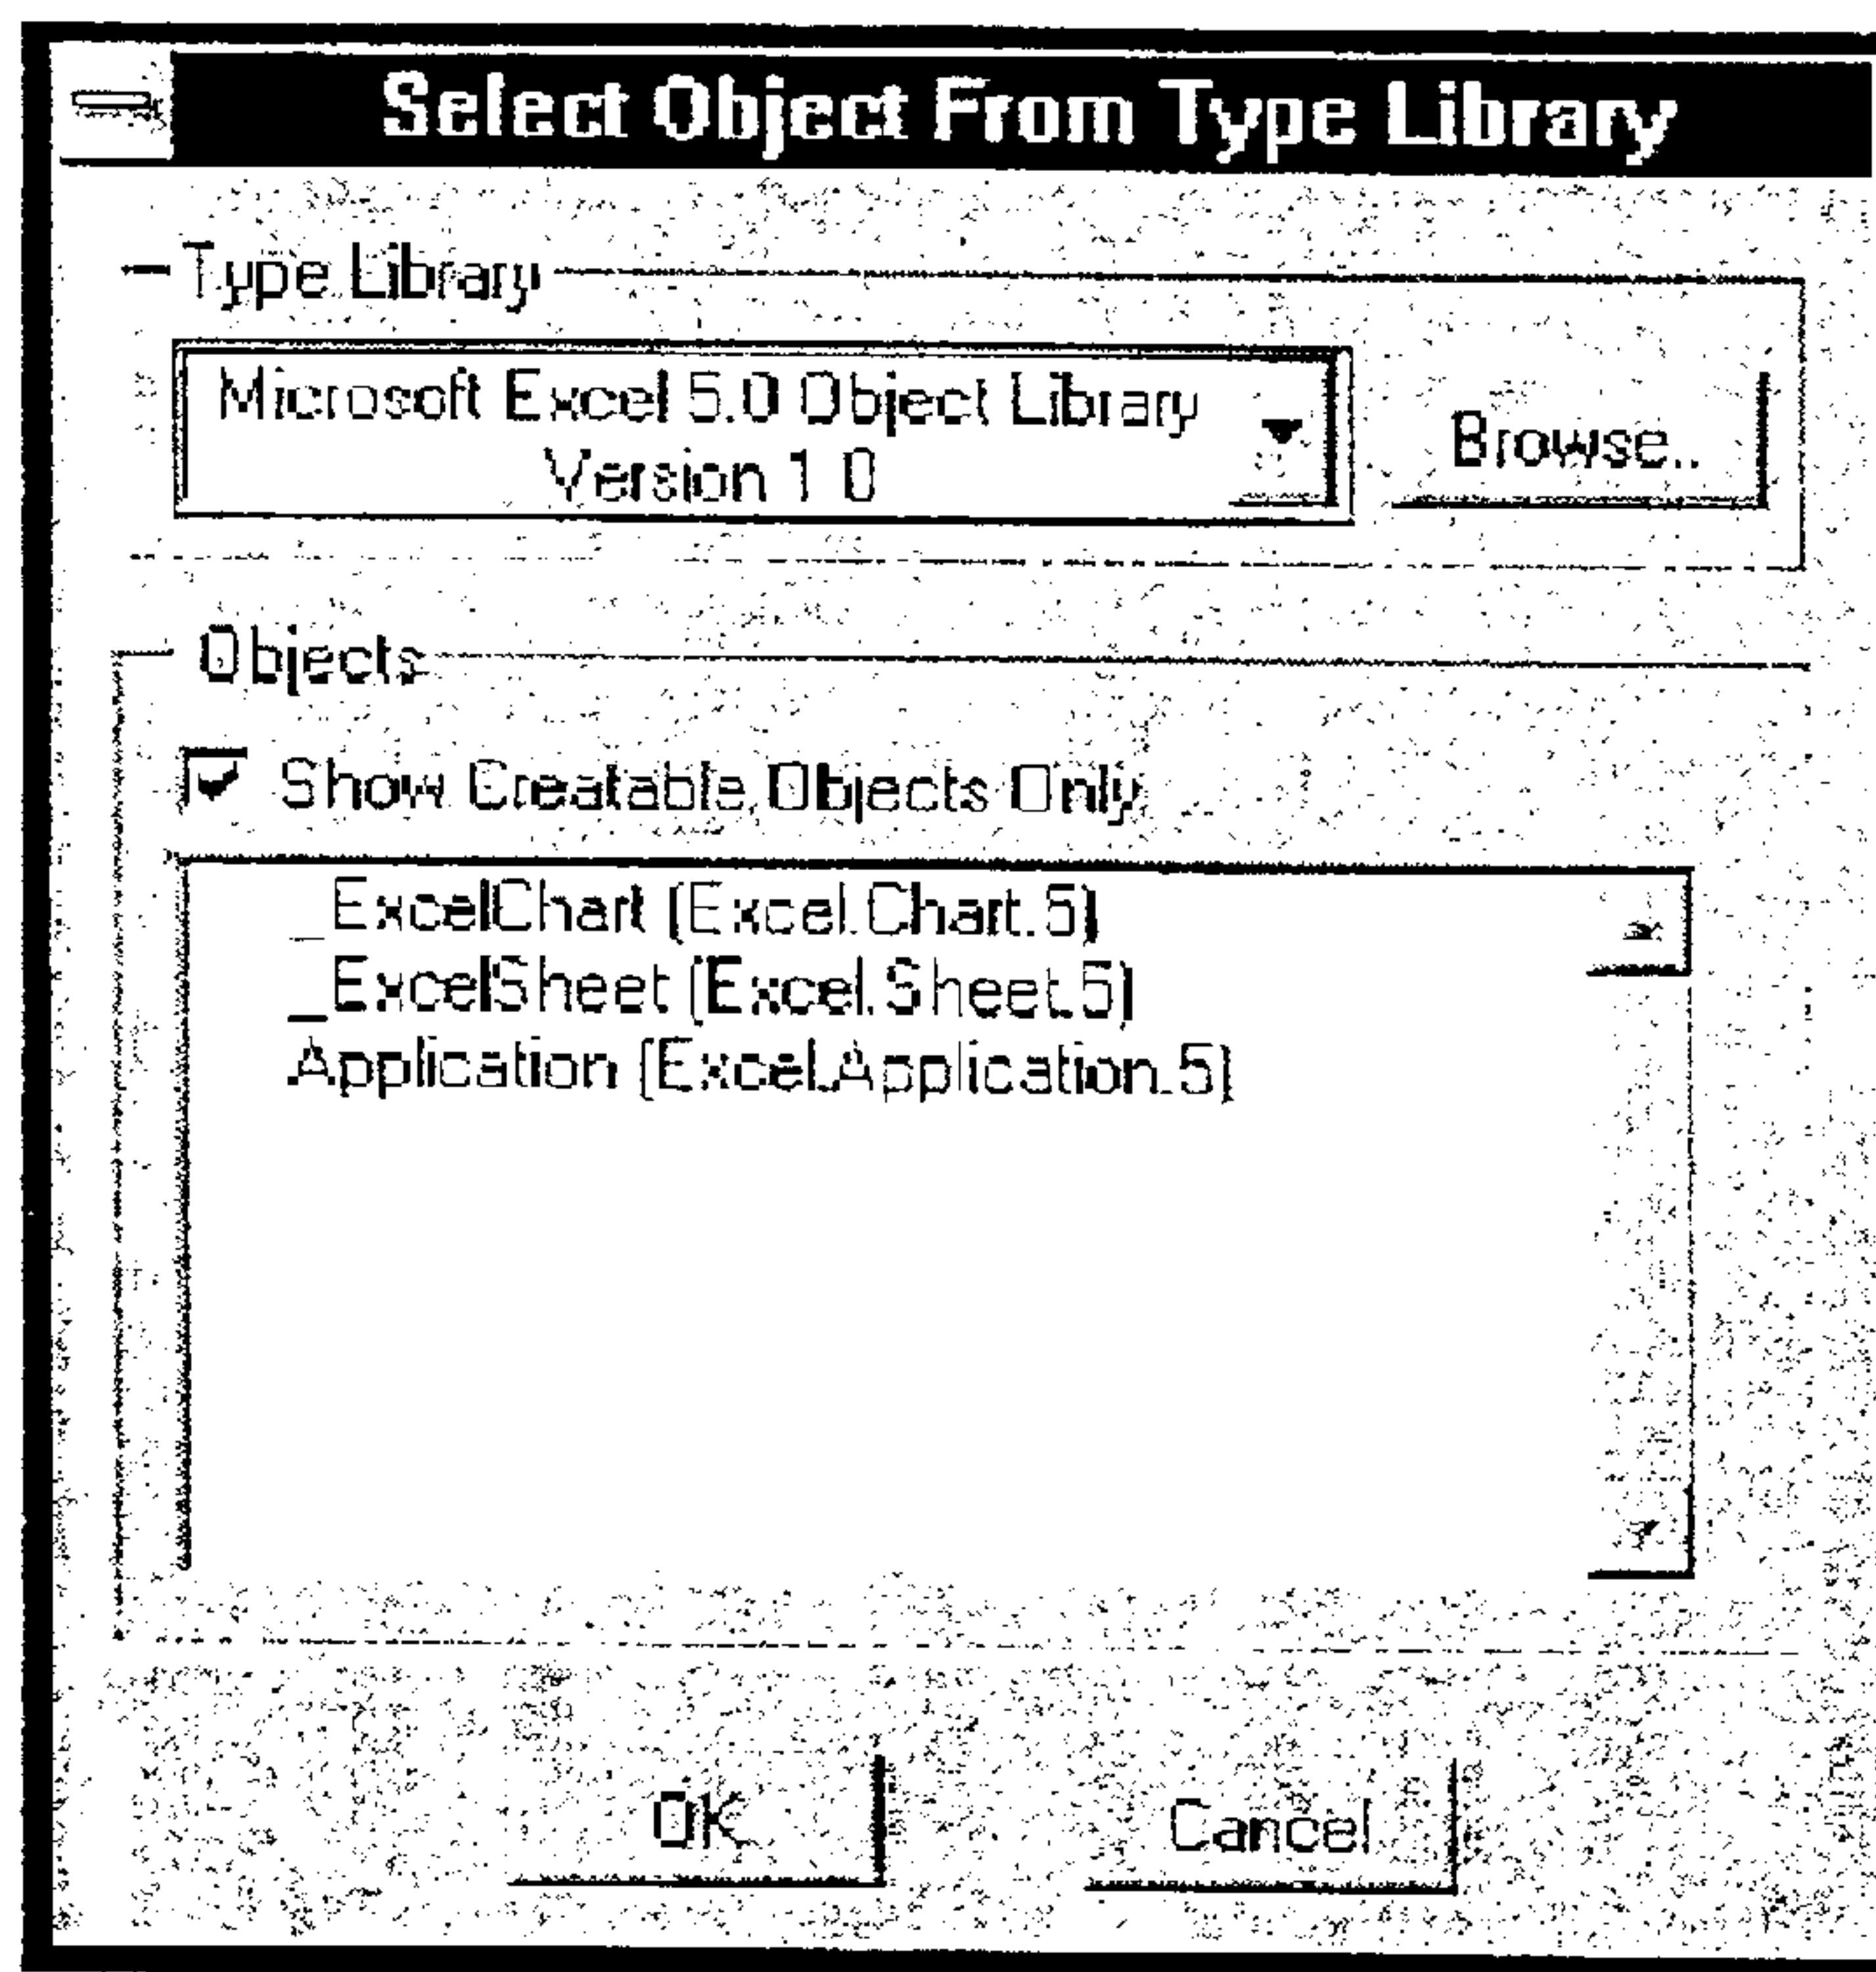 Select Object From Type Library
Type Library
Microsoft Excel 5.0 Object Library
Version 1.0
Browse..
Objects
Show Creatable Objects Only
_ExcelChart (Excel.Chart.5)
_ExcelSheet (Excel.Sheet.5)
Application (Excel.Application.5)
OK
Cancel